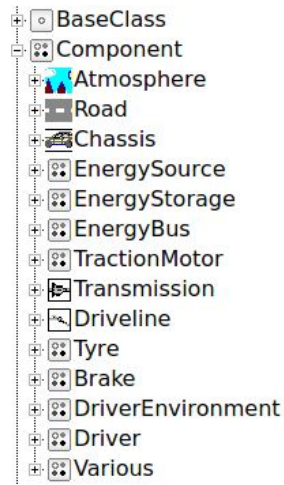 BaseClass
Component
Atmosphere
Road
Chassis
EnergySource
EnergyStorage
EnergyBus
TractionMotor
Transmission
Driveline
Tyre
Brake
DriverEnvironment
Driver
Various